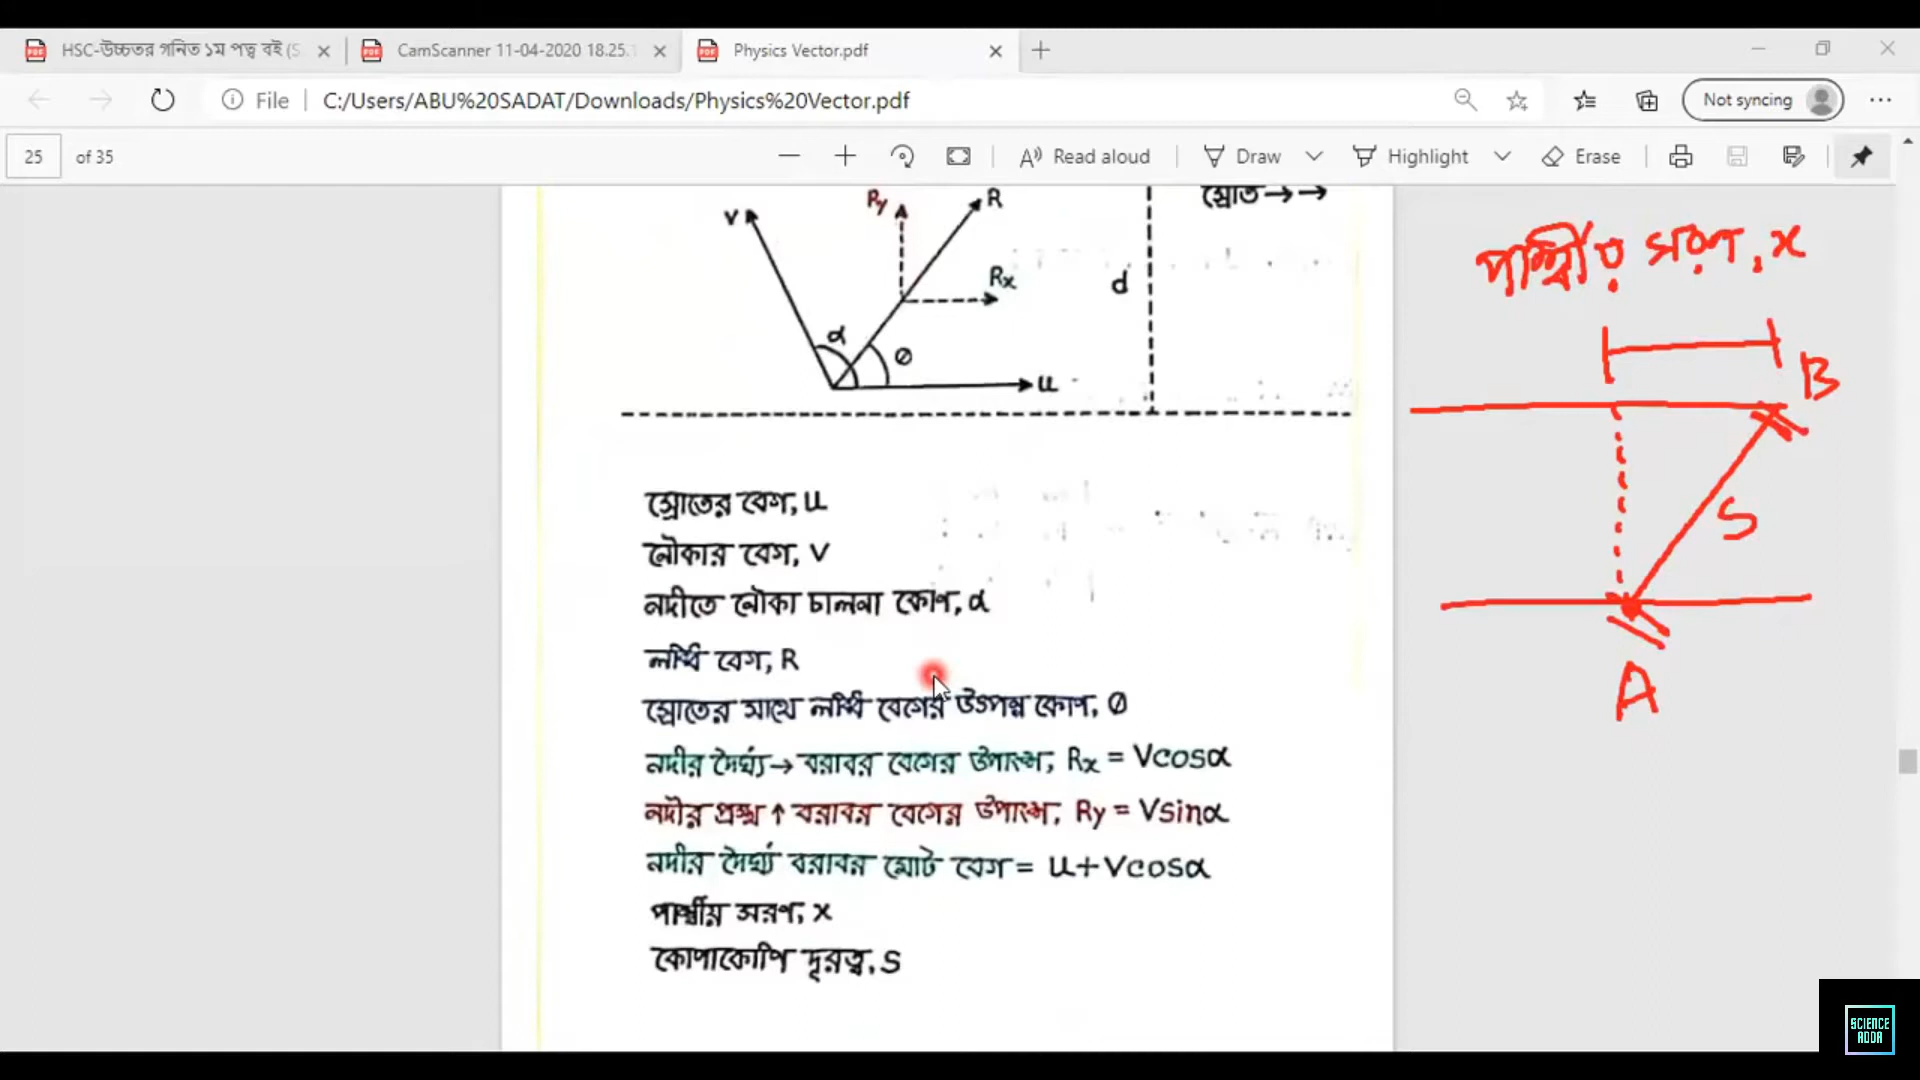 HSC-উচ্চতর গনিত ১ম পত্র বই (S
CamScanner 11-04-2020 18.25.
Physics Vector.pdf
File
C:/Users/ABU%20SADAT/Downloads/Physics%20Vector.pdf
Not syncing
25 of 35
Read aloud
Draw
Highlight
Erase
V
Ry
R
Rx
α
θ
u
d
স্রোত→→
পার্শ্বীয় সরণ, x
B
S
A
স্রোতের বেগ, u
নৌকার বেগ, V
নদীতে নৌকা চালনা কোণ, α
লব্ধি বেগ, R
স্রোতের সাথে লব্ধি বেগের উৎপন্ন কোণ, θ
নদীর দৈর্ঘ্য→ বরাবর বেগের উপাংশ, Rx = Vcosα
নদীর প্রস্থ↑ বরাবর বেগের উপাংশ, Ry = Vsinα
নদীর দৈর্ঘ্য বরাবর মোট বেগ = u+Vcosα
পার্শ্বীয় সরণ, x
কোণাকোণি দূরত্ব, S
SCIENCE
ADDA